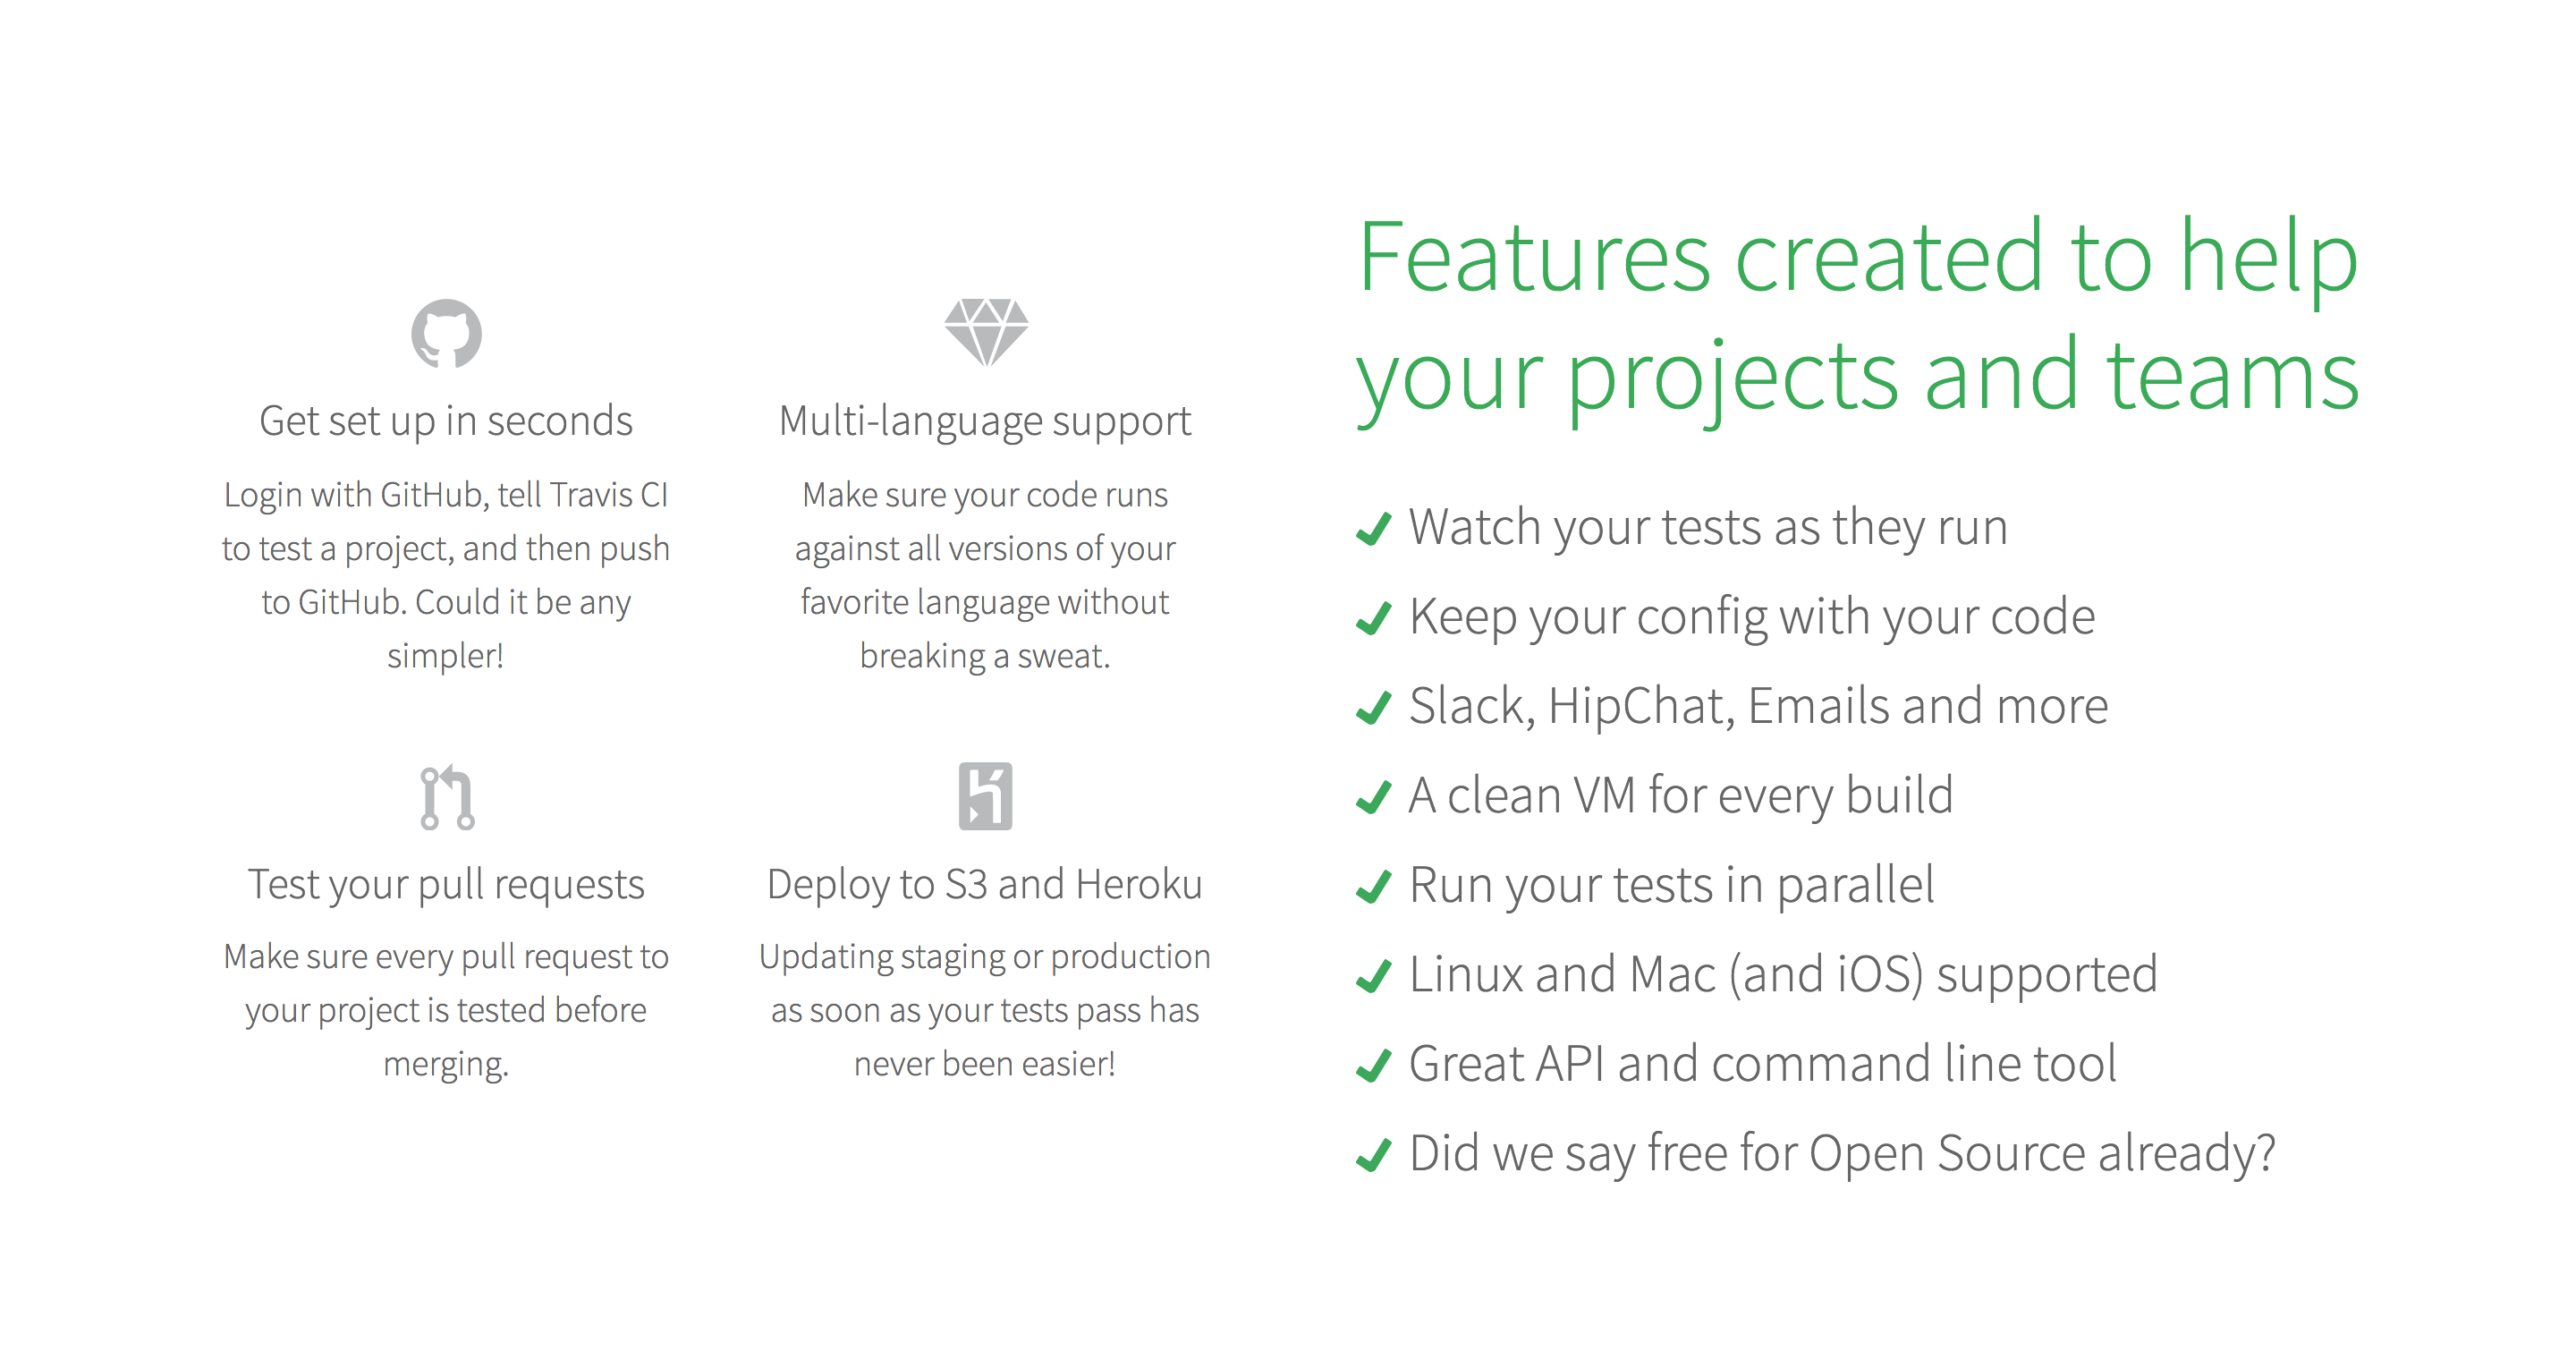 Get set up in seconds
Login with GitHub, tell Travis CI
to test a project, and then push
to GitHub. Could it be any
simpler!
Multi-language support
Make sure your code runs
against all versions of your
favorite language without
breaking a sweat.
Test your pull requests
Make sure every pull request to
your project is tested before
merging.
Deploy to S3 and Heroku
Updating staging or production
as soon as your tests pass has
never been easier!
Features created to help
your projects and teams
Watch your tests as they run
Keep your config with your code
Slack, HipChat, Emails and more
A clean VM for every build
Run your tests in parallel
Linux and Mac (and iOS) supported
Great API and command line tool
Did we say free for Open Source already?